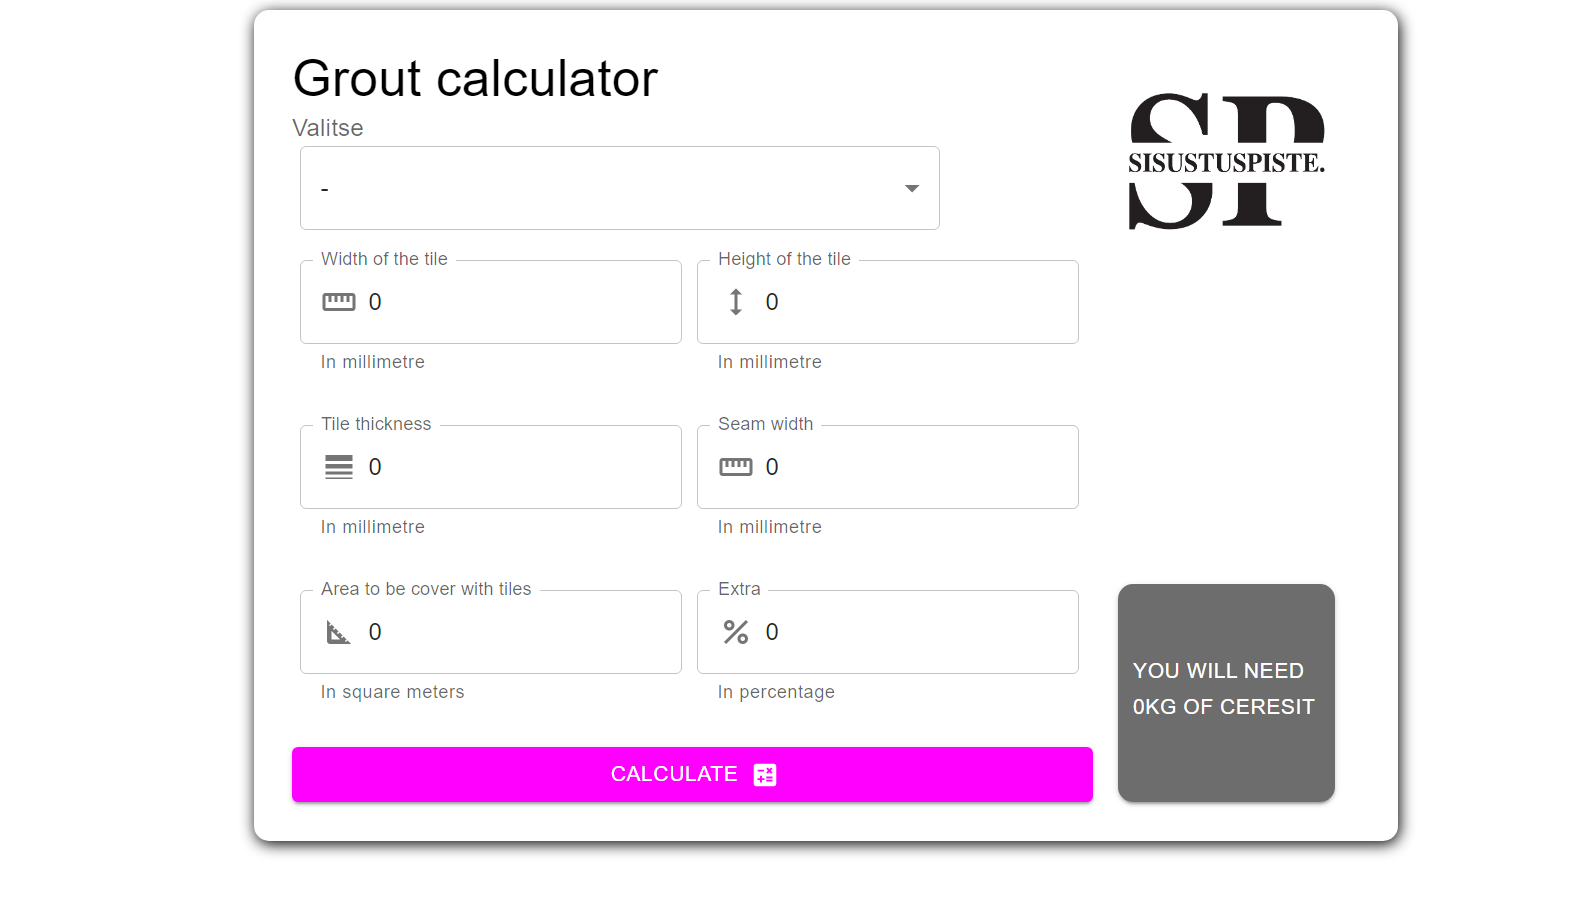 Grout calculator
Valitse
SP
SISUSTUSPISTE.
-
Width of the tile
0
In millimetre
Height of the tile
0
In millimetre
Tile thickness
0
In millimetre
Seam width
0
In millimetre
Area to be cover with tiles
0
In square meters
Extra
0
In percentage
CALCULATE
YOU WILL NEED
0KG OF CERESIT